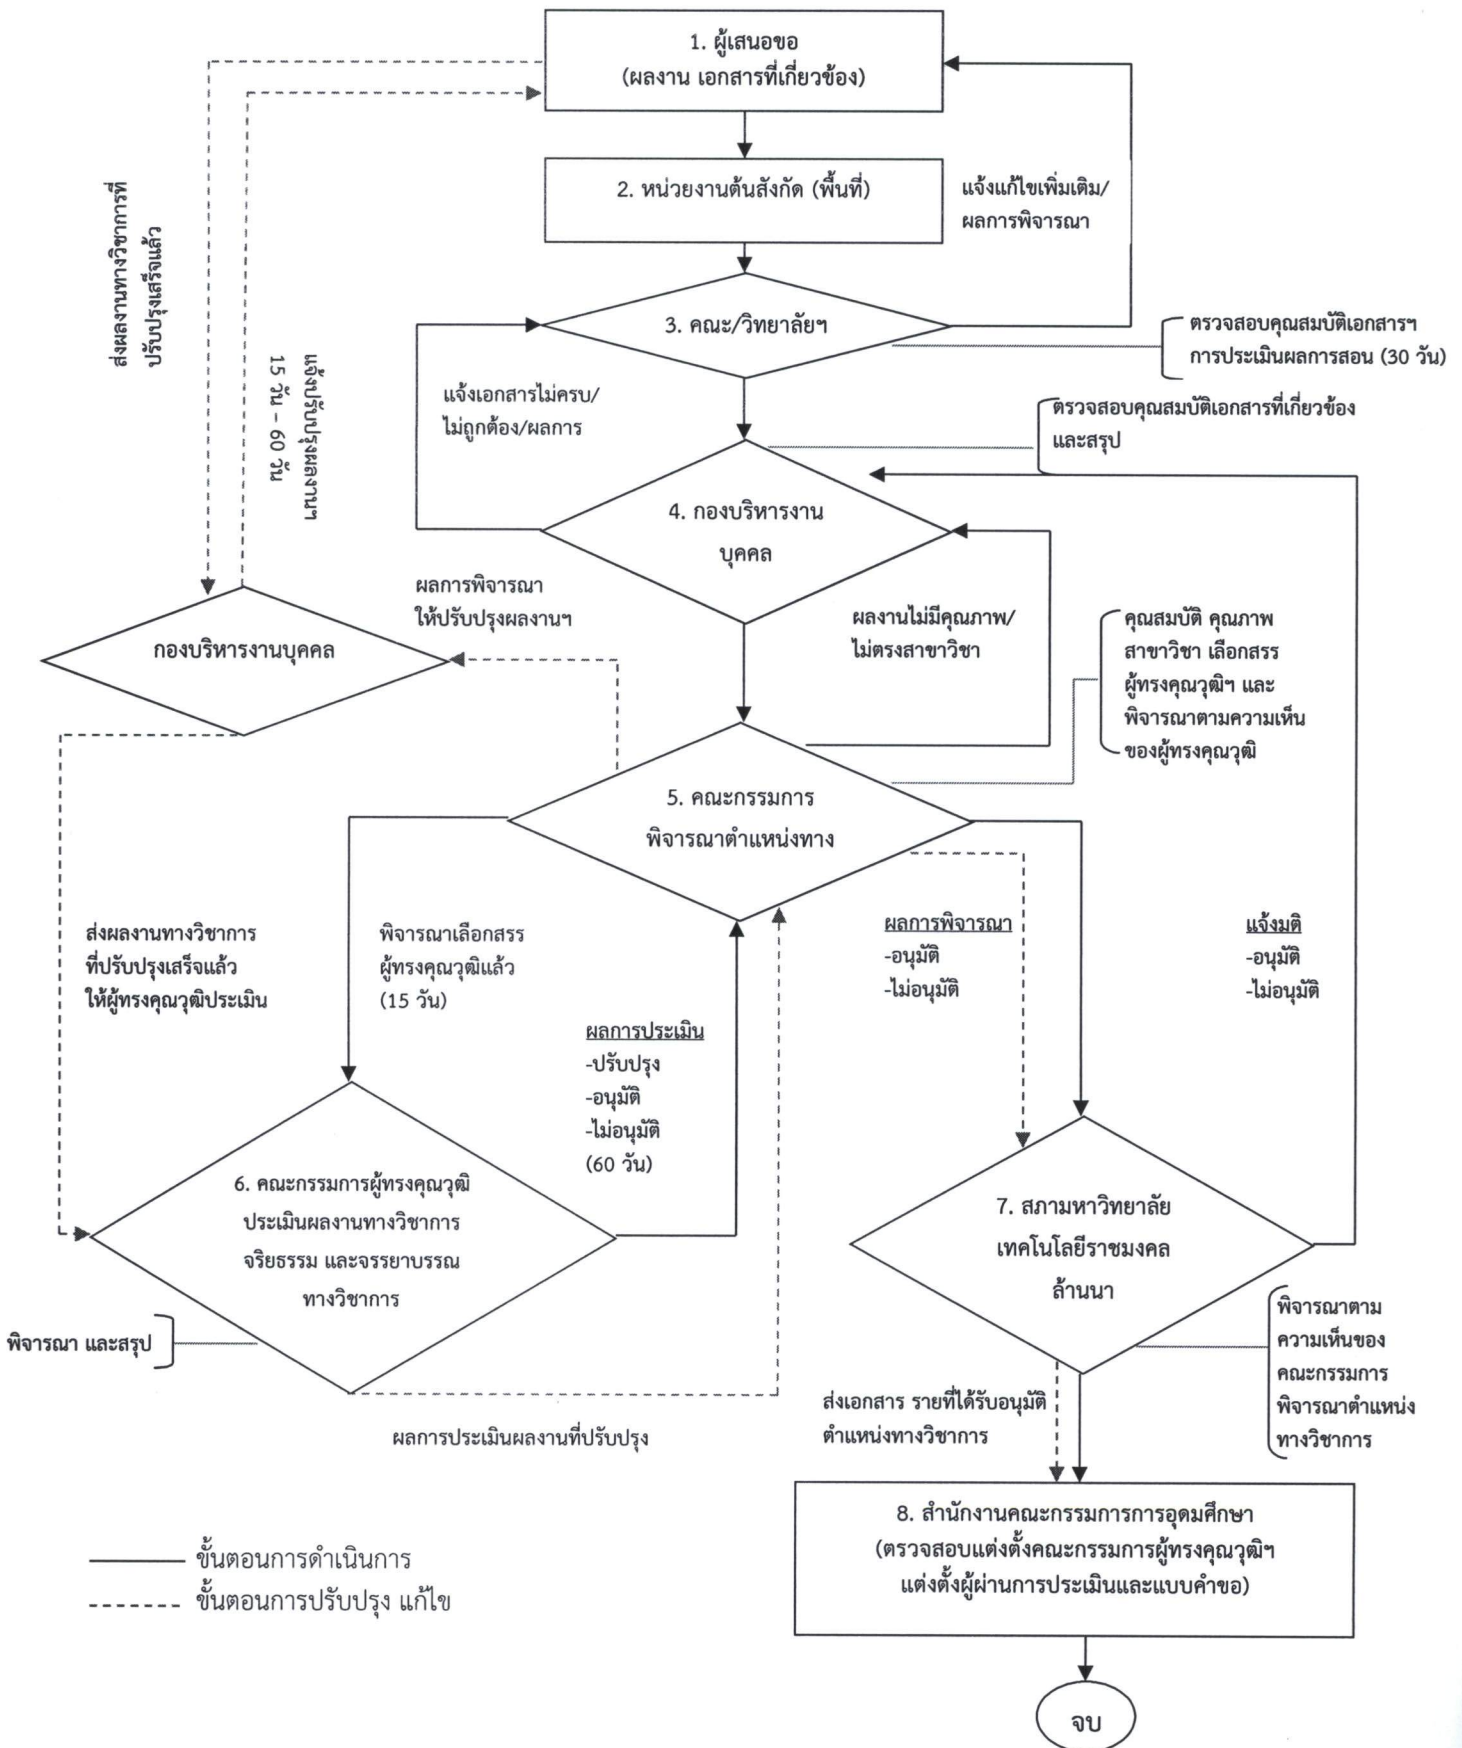 1. ผู้เสนอขอ
(ผลงาน เอกสารที่เกี่ยวข้อง)
2. หน่วยงานต้นสังกัด (พื้นที่)
แจ้งแก้ไขเพิ่มเติม/
ผลการพิจารณา
ส่งผลงานทางวิชาการที่
ปรับปรุงเสร็จแล้ว
แจ้งปรับปรุงผลงานฯ
15 วัน – 60 วัน
3. คณะ/วิทยาลัยฯ
ตรวจสอบคุณสมบัติเอกสารฯ
การประเมินผลการสอน (30 วัน)
แจ้งเอกสารไม่ครบ/
ไม่ถูกต้อง/ผลการ
ตรวจสอบคุณสมบัติเอกสารที่เกี่ยวข้อง
และสรุป
4. กองบริหารงาน
บุคคล
ผลการพิจารณา
ให้ปรับปรุงผลงานฯ
กองบริหารงานบุคคล
ผลงานไม่มีคุณภาพ/
ไม่ตรงสาขาวิชา
คุณสมบัติ คุณภาพ
สาขาวิชา เลือกสรร
ผู้ทรงคุณวุฒิฯ และ
พิจารณาตามความเห็น
ของผู้ทรงคุณวุฒิ
5. คณะกรรมการ
พิจารณาตำแหน่งทาง
ส่งผลงานทางวิชาการ
ที่ปรับปรุงเสร็จแล้ว
ให้ผู้ทรงคุณวุฒิประเมิน
พิจารณาเลือกสรร
ผู้ทรงคุณวุฒิแล้ว
(15 วัน)
ผลการประเมิน
-ปรับปรุง
-อนุมัติ
-ไม่อนุมัติ
(60 วัน)
ผลการพิจารณา
-อนุมัติ
-ไม่อนุมัติ
แจ้งมติ
-อนุมัติ
-ไม่อนุมัติ
6. คณะกรรมการผู้ทรงคุณวุฒิ
ประเมินผลงานทางวิชาการ
จริยธรรม และจรรยาบรรณ
ทางวิชาการ
พิจารณา และสรุป
7. สภามหาวิทยาลัย
เทคโนโลยีราชมงคล
ล้านนา
พิจารณาตาม
ความเห็นของ
คณะกรรมการ
พิจารณาตำแหน่ง
ทางวิชาการ
ผลการประเมินผลงานที่ปรับปรุง
ส่งเอกสาร รายที่ได้รับอนุมัติ
ตำแหน่งทางวิชาการ
8. สำนักงานคณะกรรมการการอุดมศึกษา
(ตรวจสอบแต่งตั้งคณะกรรมการผู้ทรงคุณวุฒิฯ
แต่งตั้งผู้ผ่านการประเมินและแบบคำขอ)
ขั้นตอนการดำเนินการ
ขั้นตอนการปรับปรุง แก้ไข
จบ